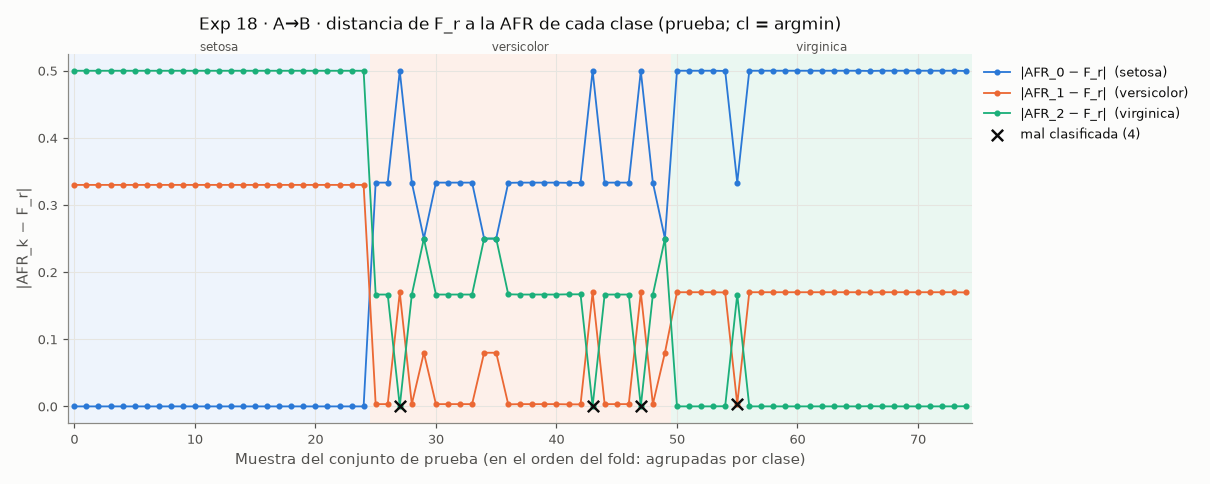 Exp 18 · A→B · distancia de F_r a la AFR de cada clase (prueba; cl = argmin)
setosa
versicolor
virginica
|AFR_0 − F_r| (setosa)
|AFR_1 − F_r| (versicolor)
|AFR_2 − F_r| (virginica)
mal clasificada (4)
|AFR_k − F_r|
0.5
0.4
0.3
0.2
0.1
0.0
0 10 20 30 40 50 60 70
Muestra del conjunto de prueba (en el orden del fold: agrupadas por clase)